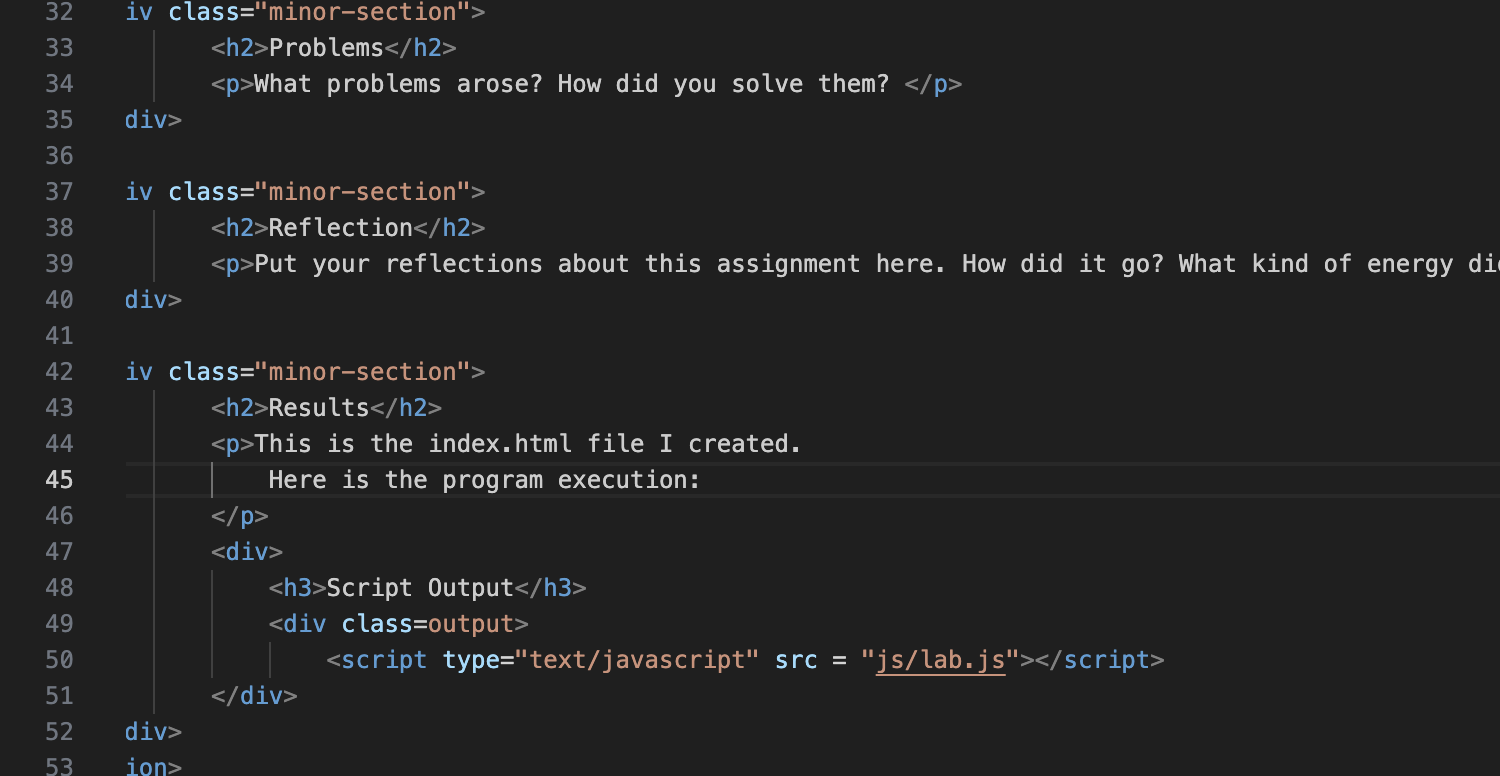 32 iv class="minor-section">
33 <h2>Problems</h2>
34 <p>What problems arose? How did you solve them? </p>
35 div>
36
37 iv class="minor-section">
38 <h2>Reflection</h2>
39 <p>Put your reflections about this assignment here. How did it go? What kind of energy di
40 div>
41
42 iv class="minor-section">
43 <h2>Results</h2>
44 <p>This is the index.html file I created.
45 Here is the program execution:
46 </p>
47 <div>
48 <h3>Script Output</h3>
49 <div class=output>
50 <script type="text/javascript" src = "js/lab.js"></script>
51 </div>
52 div>
53 ion>